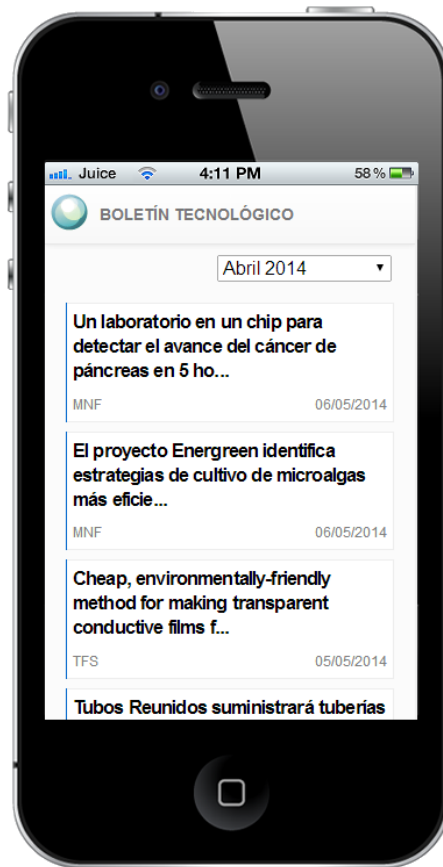 Juice 4:11 PM 58 %
BOLETÍN TECNOLÓGICO
Abril 2014
Un laboratorio en un chip para
detectar el avance del cáncer de
páncreas en 5 ho...
MNF 06/05/2014
El proyecto Energreen identifica
estrategias de cultivo de microalgas
más eficie...
MNF 06/05/2014
Cheap, environmentally-friendly
method for making transparent
conductive films f...
TFS 05/05/2014
Tubos Reunidos suministrará tuberías